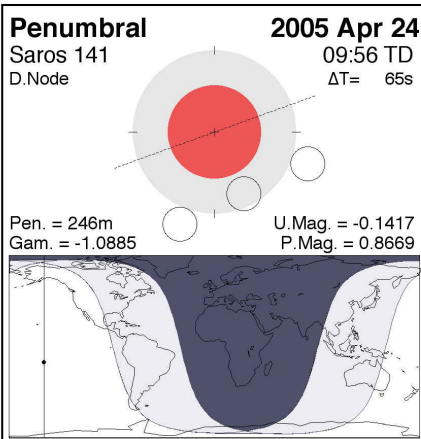 Penumbral 2005 Apr 24
Saros 141 09:56 TD
D.Node ΔT= 65s
Pen. = 246m U.Mag. = -0.1417
Gam. = -1.0885 P.Mag. = 0.8669